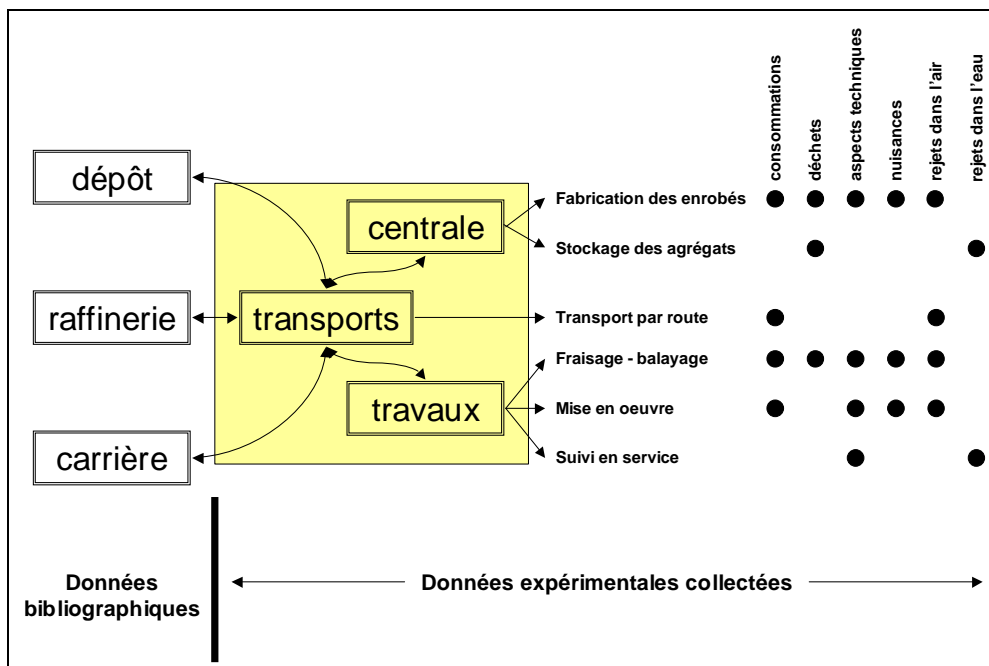 consommations
déchets
aspects techniques
nuisances
rejets dans l'air
rejets dans l'eau
dépôt
raffinerie
carrière
centrale
transports
travaux
Fabrication des enrobés
Stockage des agrégats
Transport par route
Fraisage - balayage
Mise en oeuvre
Suivi en service
Données
bibliographiques
Données expérimentales collectées